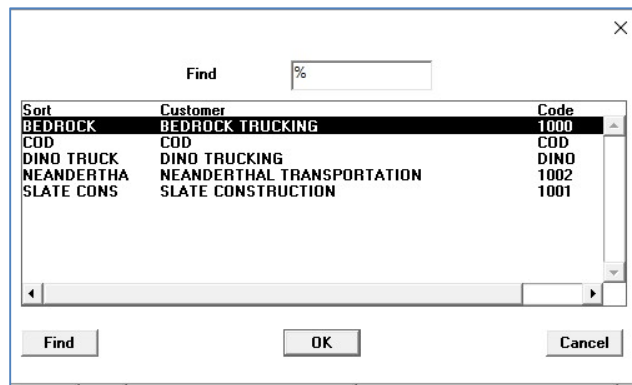 Find %
Sort Customer Code
BEDROCK BEDROCK TRUCKING 1000
COD COD COD
DINO TRUCK DINO TRUCKING DINO
NEANDERTHA NEANDERTHAL TRANSPORTATION 1002
SLATE CONS SLATE CONSTRUCTION 1001
Find OK Cancel